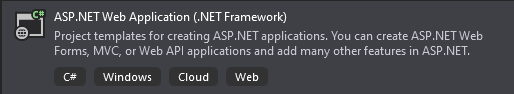 C#
ASP.NET Web Application (.NET Framework)
Project templates for creating ASP.NET applications. You can create ASP.NET Web
Forms, MVC, or Web API applications and add many other features in ASP.NET.
C# Windows Cloud Web